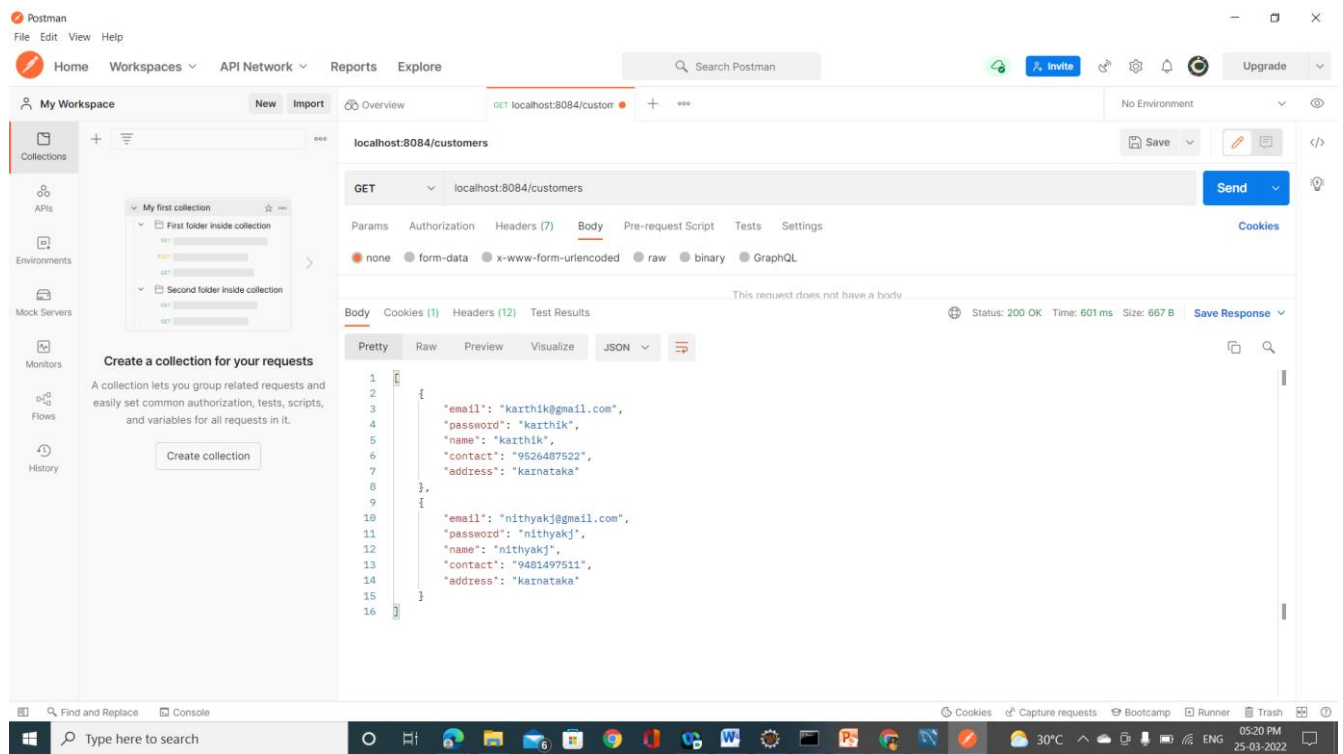 Postman
File Edit View Help
Home Workspaces API Network Reports Explore
Search Postman
Invite
Upgrade
My Workspace
New Import
Overview
GET localhost:8084/custom
No Environment
Collections
localhost:8084/customers
Save
APIs
GET localhost:8084/customers
Send
My first collection
First folder inside collection
GET
POST
GET
Second folder inside collection
GET
GET
Params Authorization Headers (7) Body Pre-request Script Tests Settings
Cookies
Environments
none form-data x-www-form-urlencoded raw binary GraphQL
This request does not have a body
Mock Servers
Body Cookies (1) Headers (12) Test Results
Status: 200 OK Time: 601 ms Size: 667 B Save Response
Monitors
Pretty Raw Preview Visualize JSON
Create a collection for your requests
A collection lets you group related requests and
easily set common authorization, tests, scripts,
and variables for all requests in it.
Create collection
Flows
History
1 [
2 {
3 "email": "karthik@gmail.com",
4 "password": "karthik",
5 "name": "karthik",
6 "contact": "9526487522",
7 "address": "karnataka"
8 },
9 {
10 "email": "nithyakj@gmail.com",
11 "password": "nithyakj",
12 "name": "nithyakj",
13 "contact": "9481497511",
14 "address": "karnataka"
15 }
16 ]
Find and Replace Console
Cookies Capture requests Bootcamp Runner Trash
Type here to search
6
30°C ENG
05:20 PM
25-03-2022